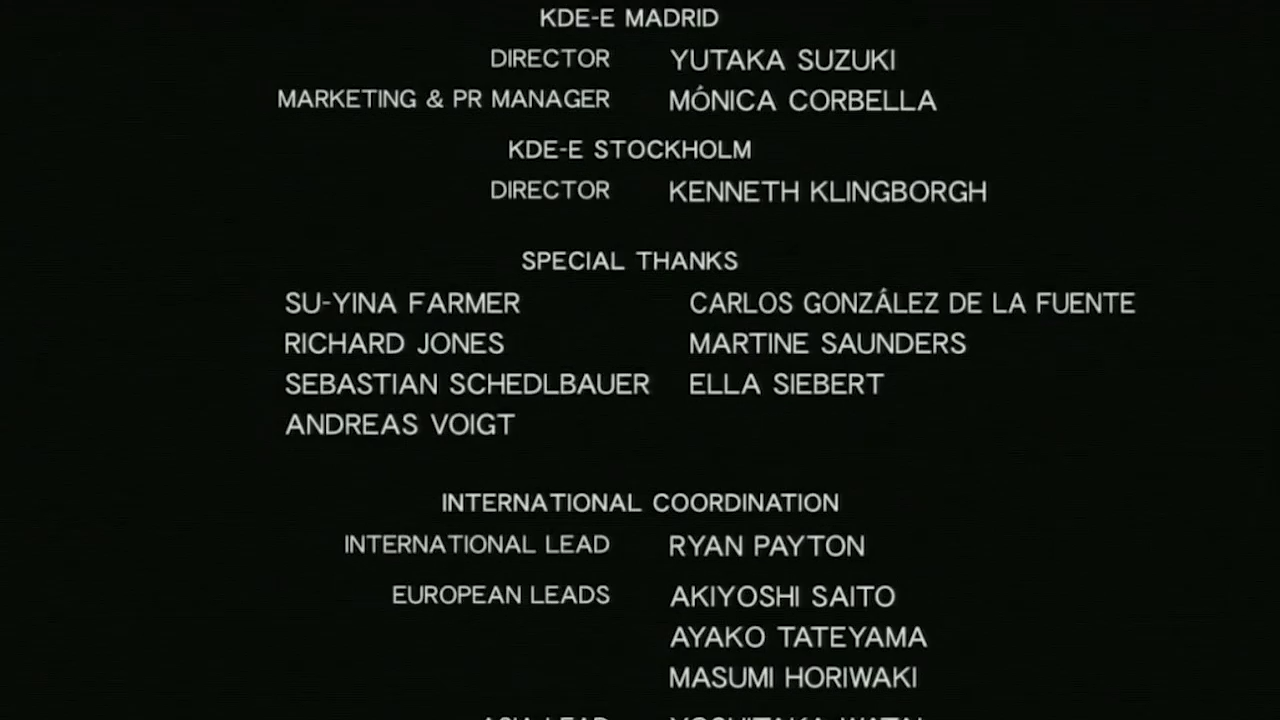 KDE-E MADRID
DIRECTOR YUTAKA SUZUKI
MARKETING & PR MANAGER MÓNICA CORBELLA
KDE-E STOCKHOLM
DIRECTOR KENNETH KLINGBORGH
SPECIAL THANKS
SU-YINA FARMER CARLOS GONZÁLEZ DE LA FUENTE
RICHARD JONES MARTINE SAUNDERS
SEBASTIAN SCHEDLBAUER ELLA SIEBERT
ANDREAS VOIGT
INTERNATIONAL COORDINATION
INTERNATIONAL LEAD RYAN PAYTON
EUROPEAN LEADS AKIYOSHI SAITO
AYAKO TATEYAMA
MASUMI HORIWAKI